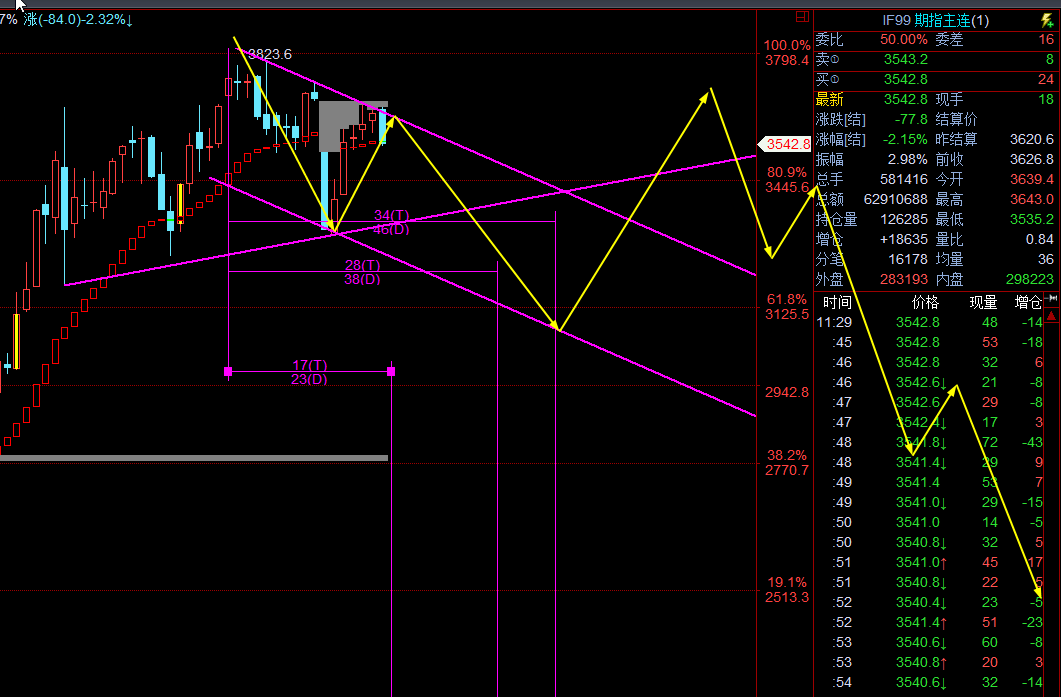 7% 涨(-84.0)-2.32%↓
3823.6
34(T)
46(D)
28(T)
38(D)
17(T)
23(D)
100.0%
3798.4
3542.8
80.9%
3445.6
61.8%
3125.5
2942.8
38.2%
2770.7
19.1%
2513.3
IF99 期指主连(1)
委比 50.00% 委差 16
卖⊙ 3543.2 8
买⊙ 3542.8 24
最新 3542.8 现手 18
涨跌[结] -77.8 结算价
涨幅[结] -2.15% 昨结算 3620.6
振幅 2.98% 前收 3626.8
总手 581416 今开 3639.4
总额 62910688 最高 3643.0
持仓量 126285 最低 3535.2
增仓 +18635 量比 0.84
分笔 16178 均量 36
外盘 283193 内盘 298223
时间 价格 现量 增仓
11:29 3542.8 48 -14
:45 3542.8 53 -18
:46 3542.8 32 6
:46 3542.6↓ 21 -8
:47 3542.6 29 -8
:47 3542.4↓ 17 3
:48 3541.8↓ 72 -43
:48 3541.4↓ 29 9
:49 3541.4 53 7
:49 3541.0↓ 29 -15
:50 3541.0 14 -5
:50 3540.8↓ 32 5
:51 3541.0↑ 45 17
:51 3540.8↓ 22 5
:52 3540.4↓ 23 -5
:52 3541.4↑ 51 -23
:53 3540.6↓ 60 -8
:53 3540.8↑ 20 3
:54 3540.6↓ 32 -14